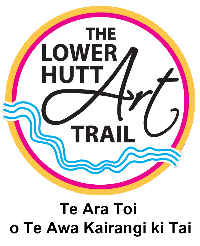 THE
LOWER
HUTT
Art
TRAIL
Te Ara Toi
o Te Awa Kairangi ki Tai